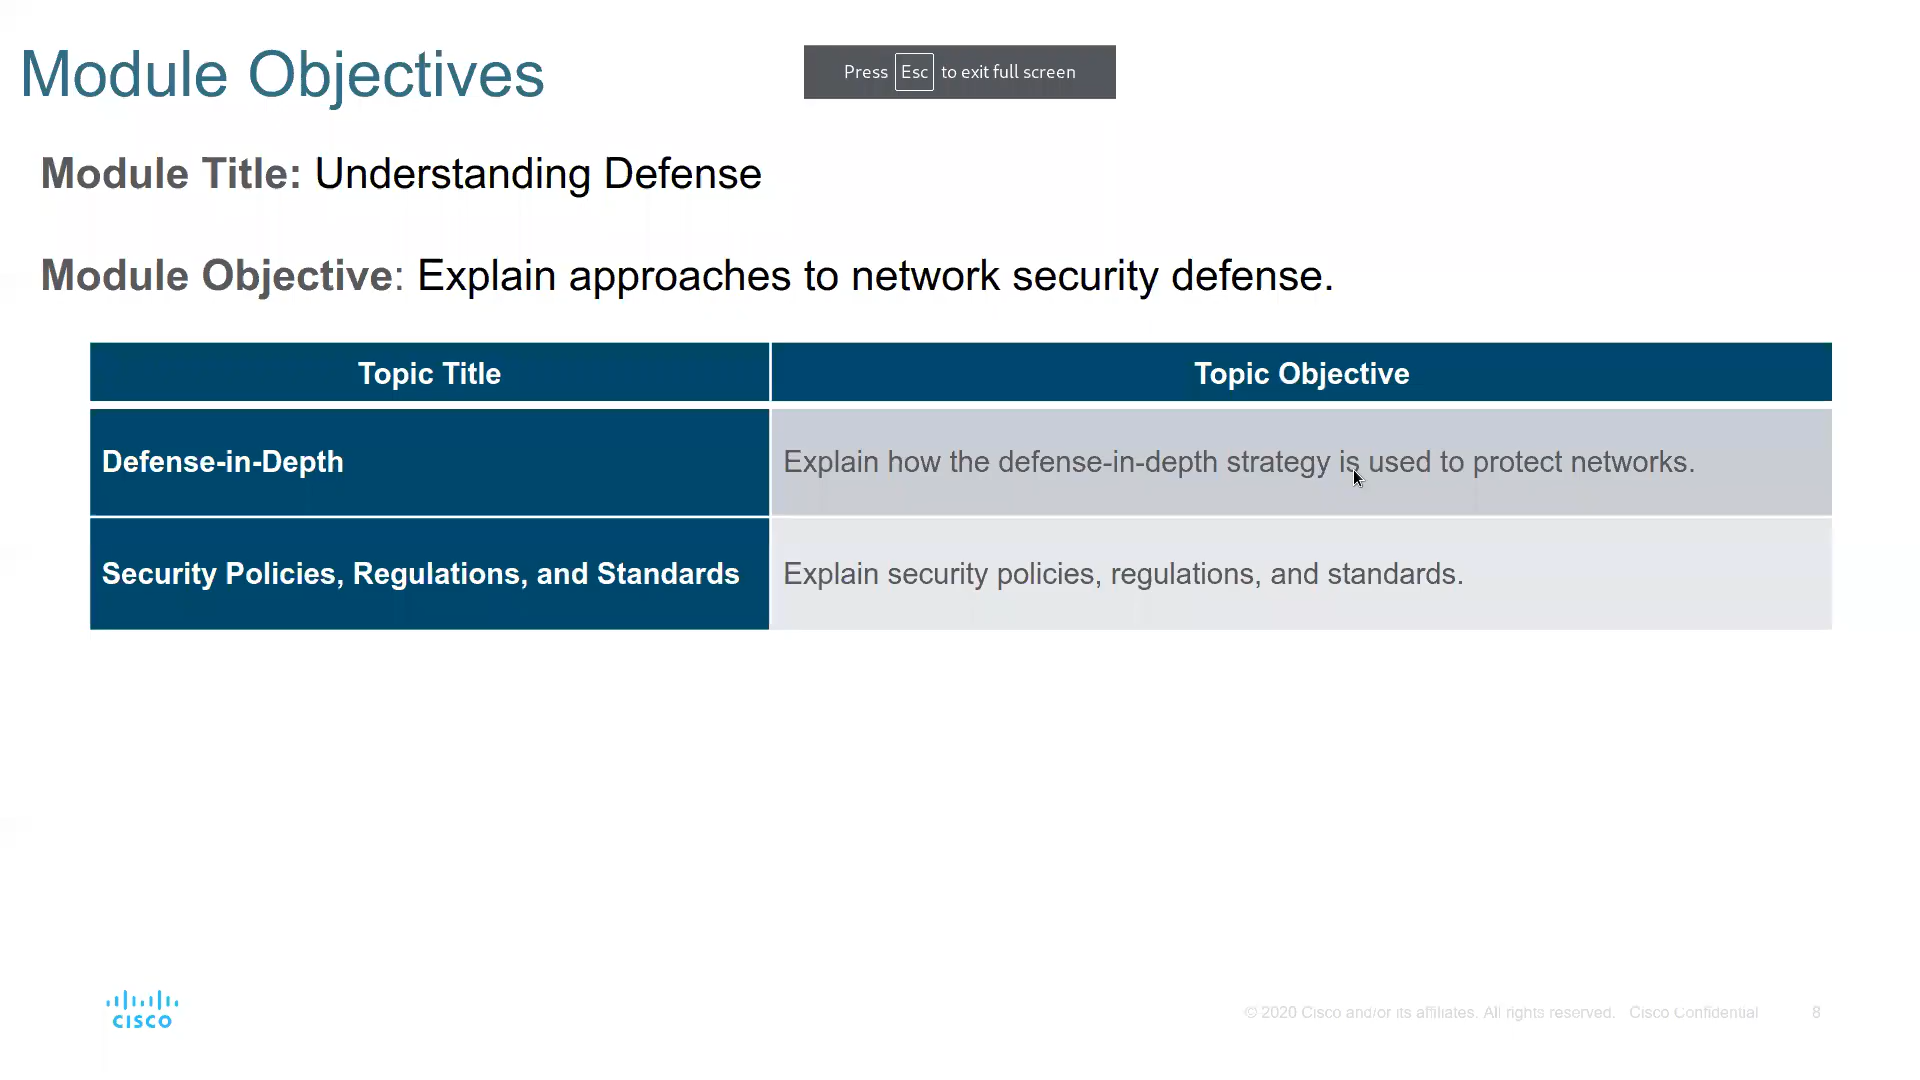 Module Objectives
Press Esc to exit full screen
Module Title: Understanding Defense
Module Objective: Explain approaches to network security defense.
Topic Title
Topic Objective
Defense-in-Depth
Explain how the defense-in-depth strategy is used to protect networks.
Security Policies, Regulations, and Standards
Explain security policies, regulations, and standards.
CISCO
© 2020 Cisco and/or its affiliates. All rights reserved. Cisco Confidential
8